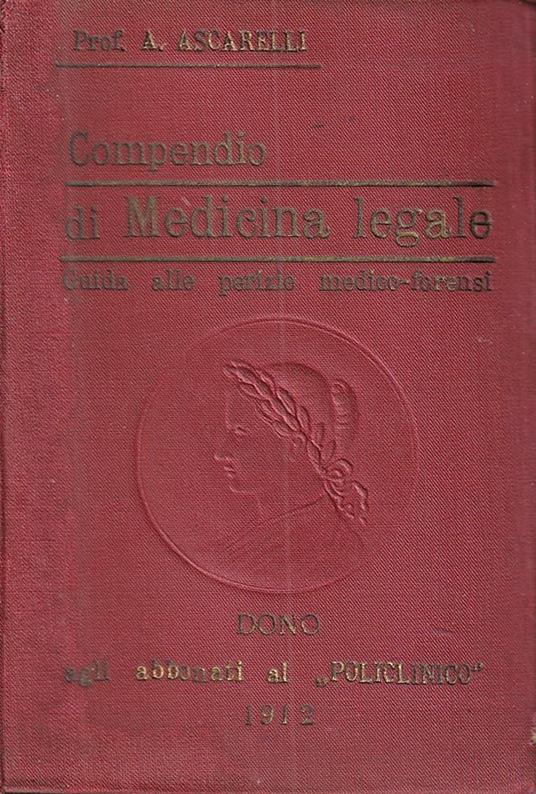 Prof. A. ASCARELLI
Compendio
di Medicina legale
Guida alle perizie medico-forensi
DONO
agli abbonati al „POLICLINICO"
1912